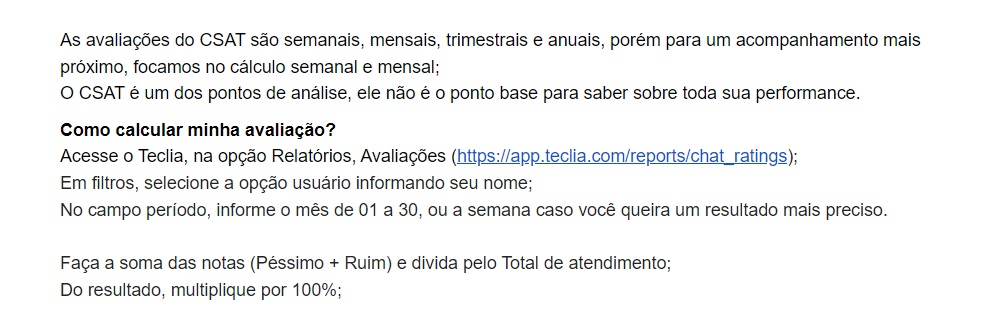 As avaliações do CSAT são semanais, mensais, trimestrais e anuais, porém para um acompanhamento mais
próximo, focamos no cálculo semanal e mensal;
O CSAT é um dos pontos de análise, ele não é o ponto base para saber sobre toda sua performance.
Como calcular minha avaliação?
Acesse o Teclia, na opção Relatórios, Avaliações (https://app.teclia.com/reports/chat_ratings);
Em filtros, selecione a opção usuário informando seu nome;
No campo período, informe o mês de 01 a 30, ou a semana caso você queira um resultado mais preciso.
Faça a soma das notas (Péssimo + Ruim) e divida pelo Total de atendimento;
Do resultado, multiplique por 100%;